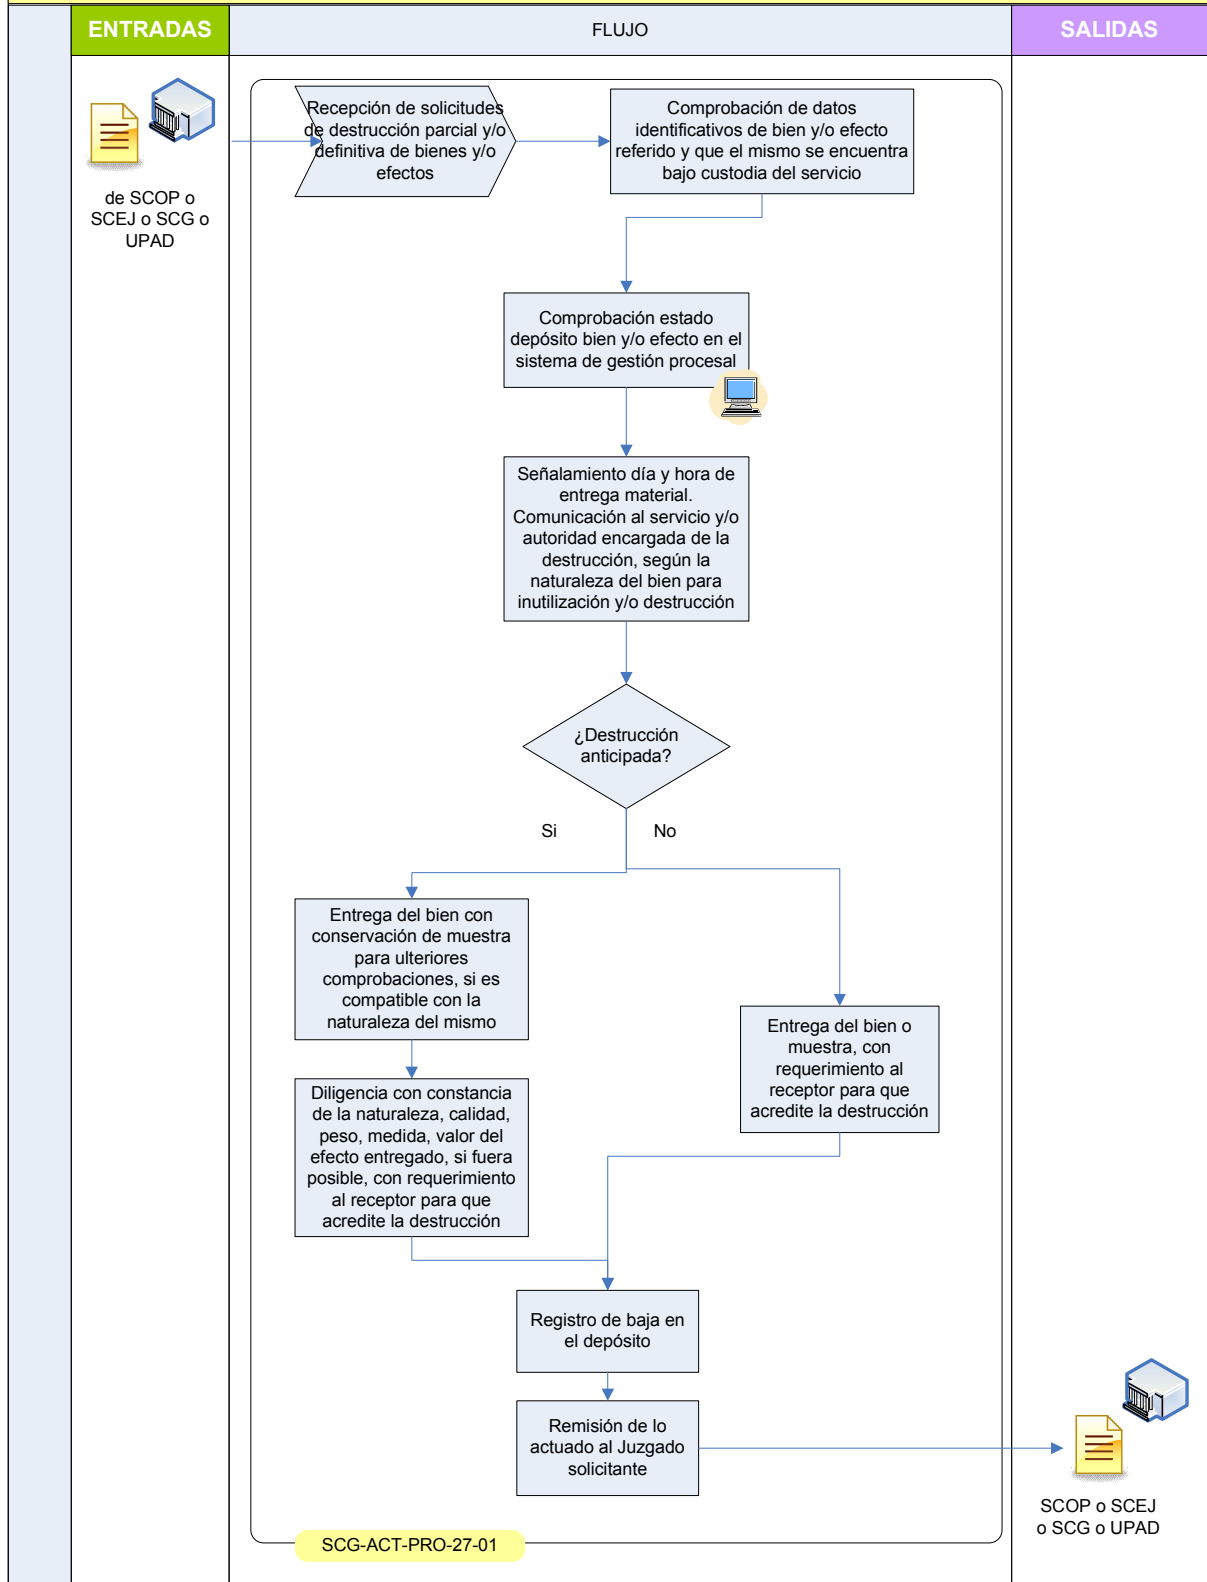 ENTRADAS
FLUJO
SALIDAS
de SCOP o
SCEJ o SCG o
UPAD
Recepción de solicitudes
de destrucción parcial y/o
definitiva de bienes y/o
efectos
Comprobación de datos
identificativos de bien y/o efecto
referido y que el mismo se encuentra
bajo custodia del servicio
Comprobación estado
depósito bien y/o efecto en el
sistema de gestión procesal
Señalamiento día y hora de
entrega material.
Comunicación al servicio y/o
autoridad encargada de la
destrucción, según la
naturaleza del bien para
inutilización y/o destrucción
¿Destrucción
anticipada?
Si
No
Entrega del bien con
conservación de muestra
para ulteriores
comprobaciones, si es
compatible con la
naturaleza del mismo
Entrega del bien o
muestra, con
requerimiento al
receptor para que
acredite la destrucción
Diligencia con constancia
de la naturaleza, calidad,
peso, medida, valor del
efecto entregado, si fuera
posible, con requerimiento
al receptor para que
acredite la destrucción
Registro de baja en
el depósito
Remisión de lo
actuado al Juzgado
solicitante
SCOP o SCEJ
o SCG o UPAD
SCG-ACT-PRO-27-01